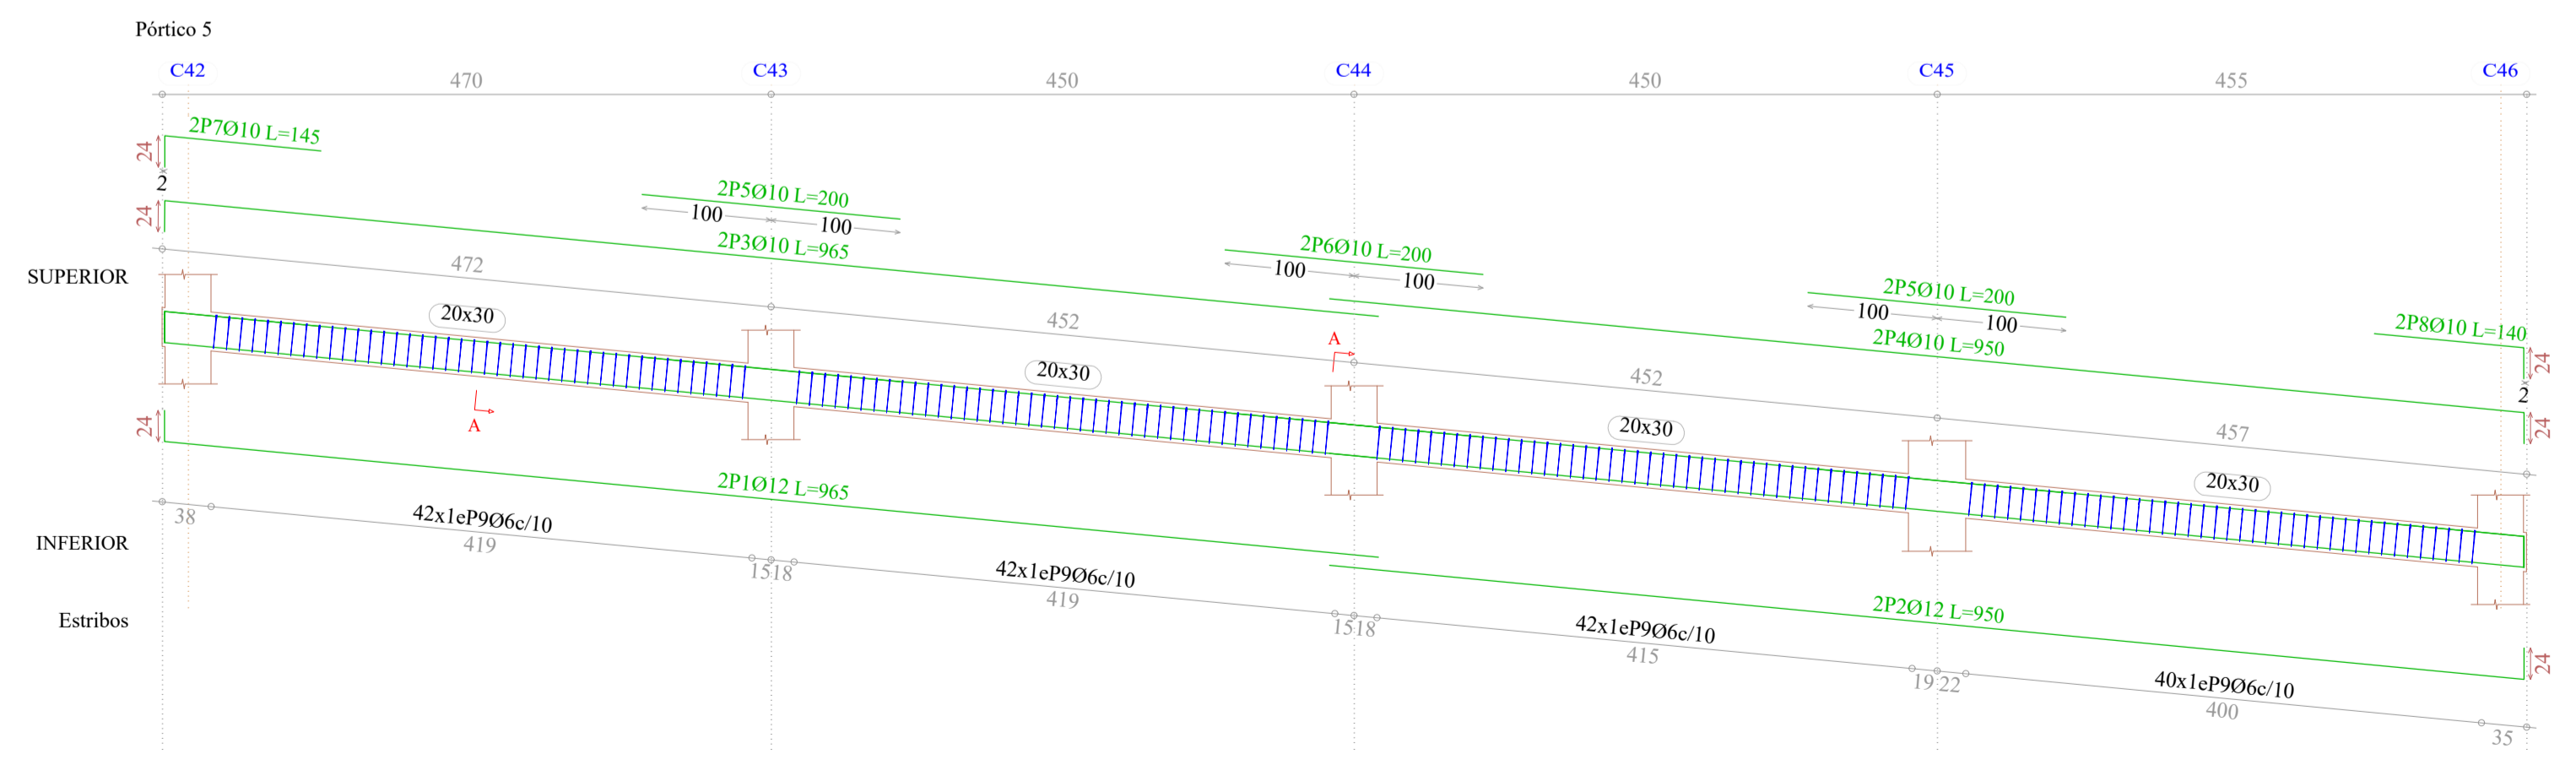 Pórtico 5
C42 C43 C44 C45 C46
470 450 450 455
2P7Ø10 L=145
24
2
24
2P5Ø10 L=200
100 100
2P3Ø10 L=965
2P6Ø10 L=200
100 100
2P5Ø10 L=200
100 100
2P4Ø10 L=950
2P8Ø10 L=140
24
2
24
SUPERIOR
472 452 452 457
20x30 20x30 20x30 20x30
A
A
24
2P1Ø12 L=965
2P2Ø12 L=950
24
INFERIOR
38
42x1eP9Ø6c/10
419
15 18
42x1eP9Ø6c/10
419
15 18
42x1eP9Ø6c/10
415
19 22
40x1eP9Ø6c/10
400
35
Estribos